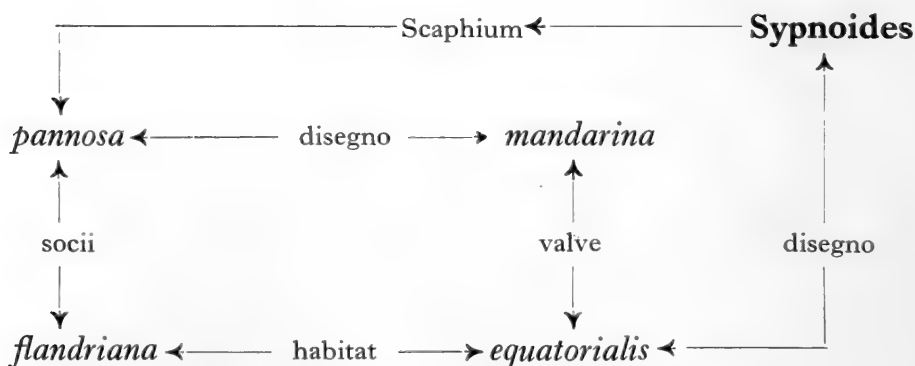 Scaphium Sypnoides
pannosa disegno mandarina
socii valve disegno
flandriana habitat equatorialis